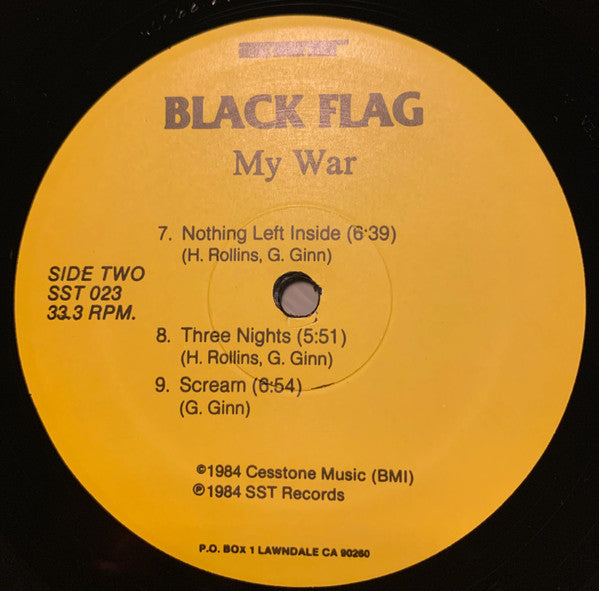 BLACK FLAG
My War
7. Nothing Left Inside (6:39)
(H. Rollins, G. Ginn)
SIDE TWO
SST 023
33.3 RPM.
8. Three Nights (5:51)
(H. Rollins, G. Ginn)
9. Scream (6:54)
(G. Ginn)
©1984 Cesstone Music (BMI)
℗1984 SST Records
P.O. BOX 1 LAWNDALE CA 90260